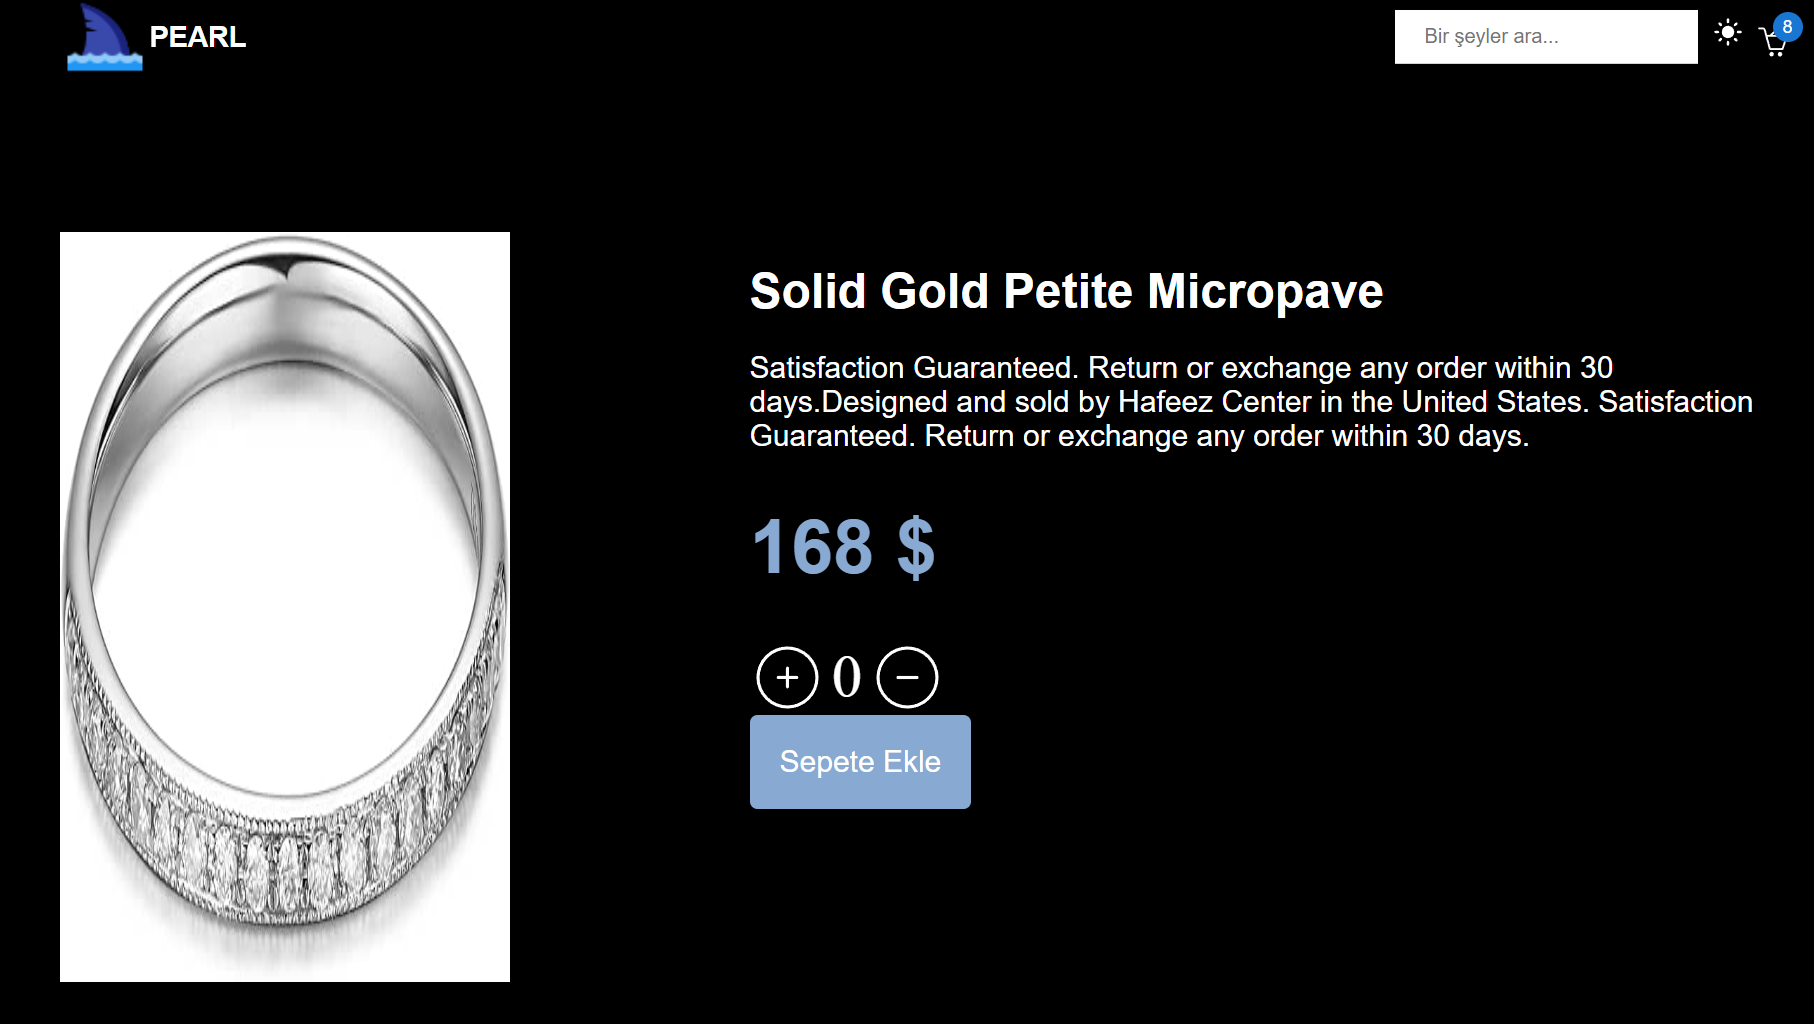 PEARL
Bir şeyler ara...
8
Solid Gold Petite Micropave
Satisfaction Guaranteed. Return or exchange any order within 30
days.Designed and sold by Hafeez Center in the United States. Satisfaction
Guaranteed. Return or exchange any order within 30 days.
168 $
+ 0 −
Sepete Ekle